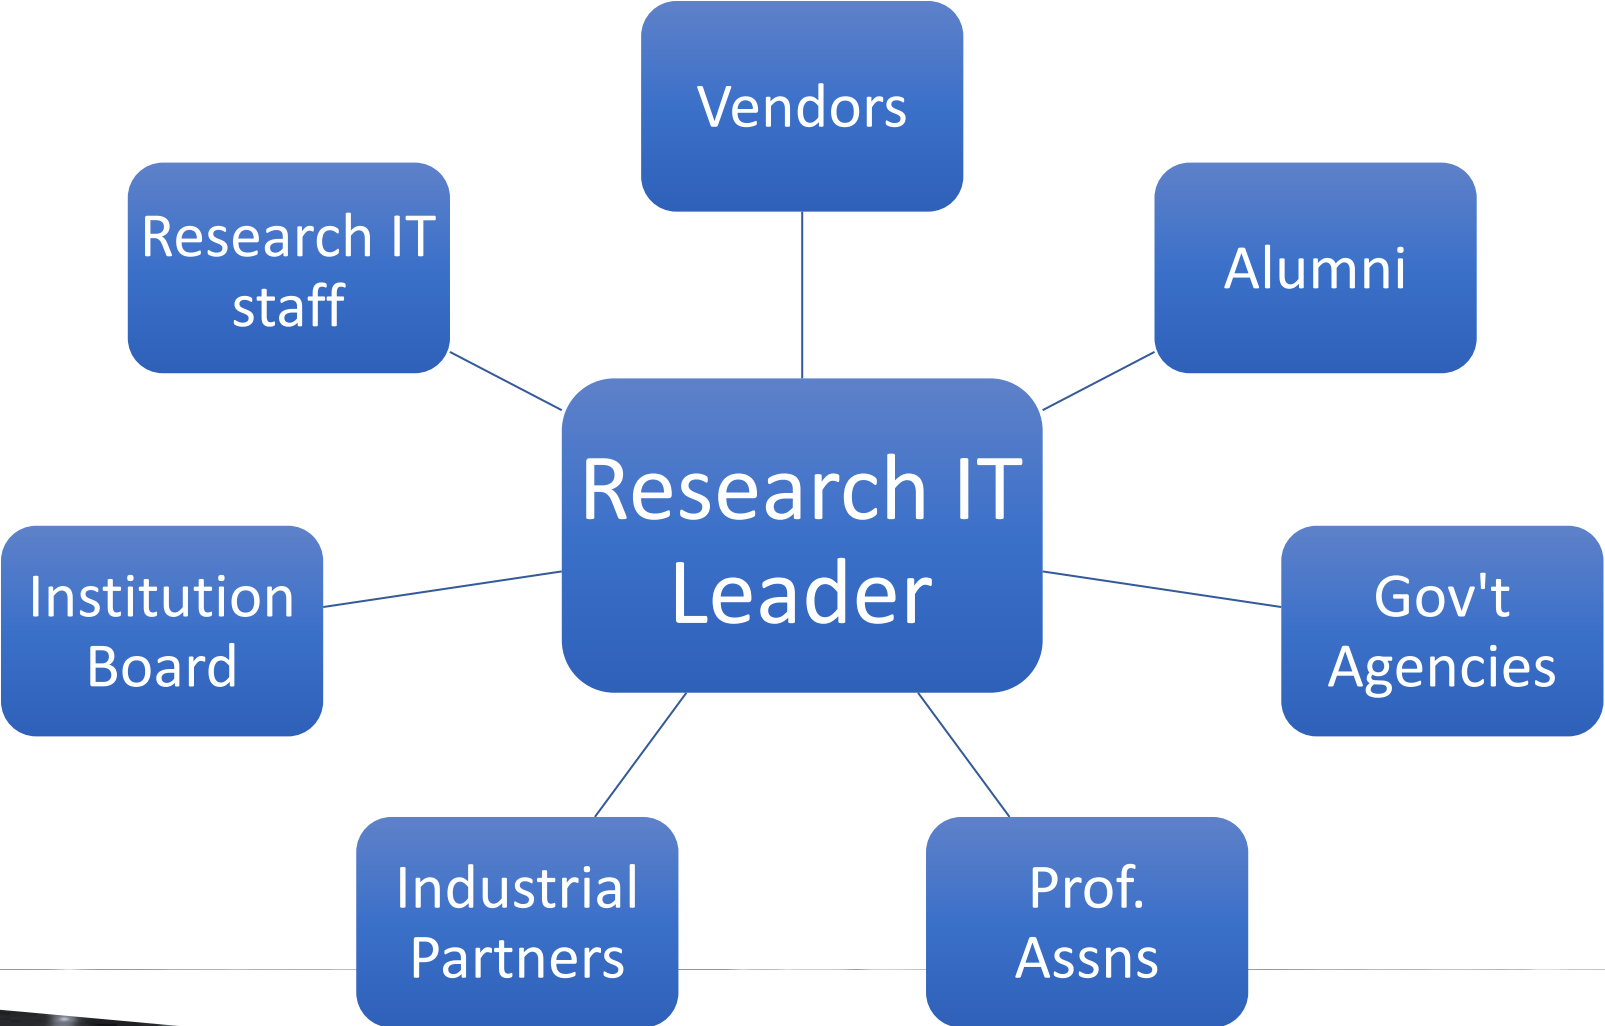 Vendors
Research IT
staff
Alumni
Research IT
Leader
Institution
Board
Gov't
Agencies
Industrial
Partners
Prof.
Assns